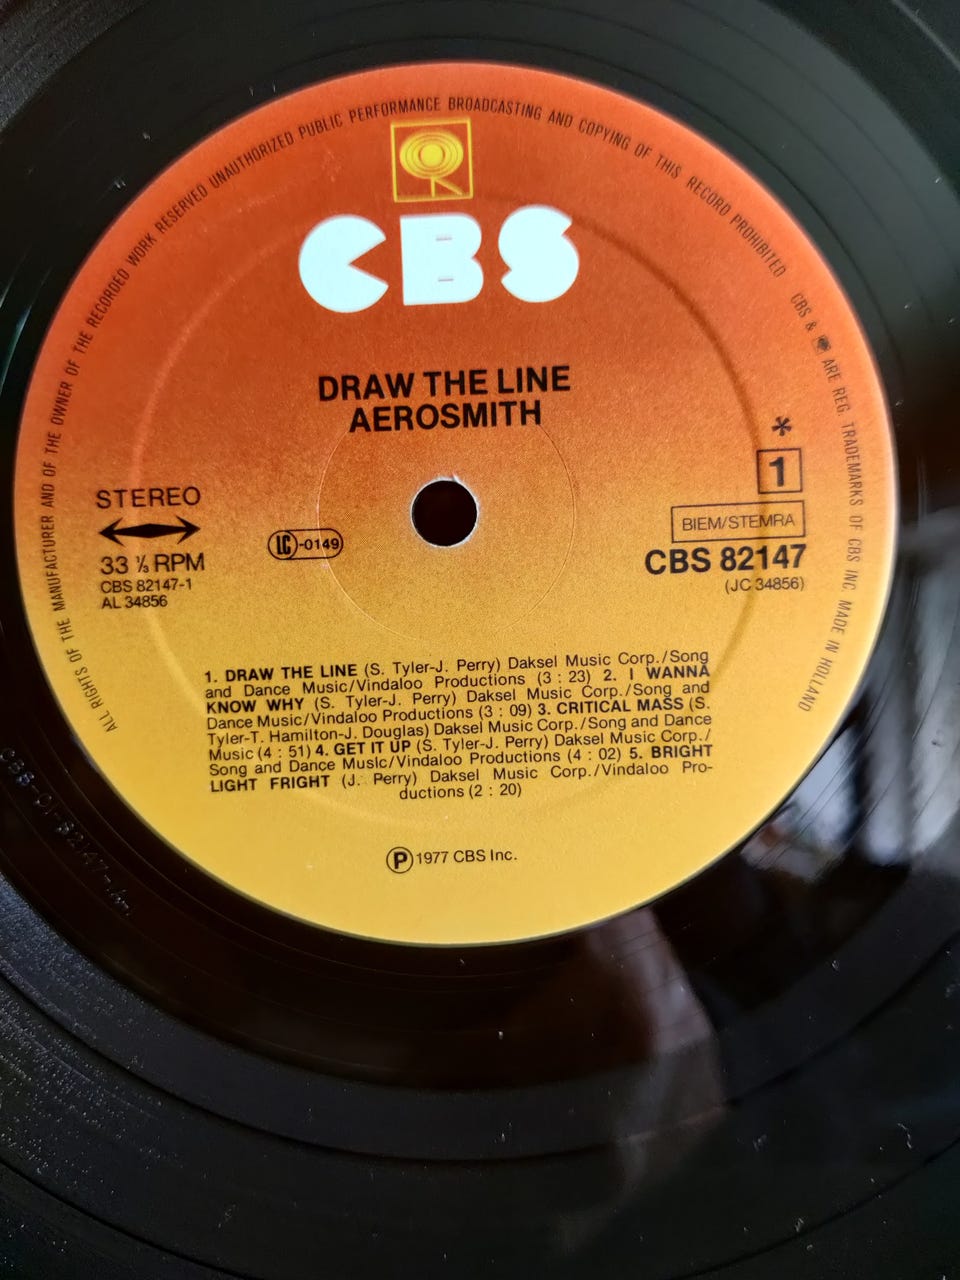 ALL RIGHTS OF THE MANUFACTURER AND OF THE OWNER OF THE RECORDED WORK RESERVED UNAUTHORIZED PUBLIC PERFORMANCE BROADCASTING AND COPYING OF THIS RECORD PROHIBITED CBS & ARE REG. TRADEMARKS OF CBS INC. MADE IN HOLLAND
CBS
DRAW THE LINE
AEROSMITH
STEREO
33 ⅓ RPM
CBS 82147-1
AL 34856
LC-0149
*
1
BIEM/STEMRA
CBS 82147
(JC 34856)
1. DRAW THE LINE (S. Tyler-J. Perry) Daksel Music Corp./Song
and Dance Music/Vindaloo Productions (3 : 23) 2. I WANNA
KNOW WHY (S. Tyler-J. Perry) Daksel Music Corp./Song and
Dance Music/Vindaloo Productions (3 : 09) 3. CRITICAL MASS (S.
Tyler-T. Hamilton-J. Douglas) Daksel Music Corp./Song and Dance
Music (4 : 51) 4. GET IT UP (S. Tyler-J. Perry) Daksel Music Corp./
Song and Dance Music/Vindaloo Productions (4 : 02) 5. BRIGHT
LIGHT FRIGHT (J. Perry) Daksel Music Corp./Vindaloo Pro-
ductions (2 : 20)
Ⓟ 1977 CBS Inc.